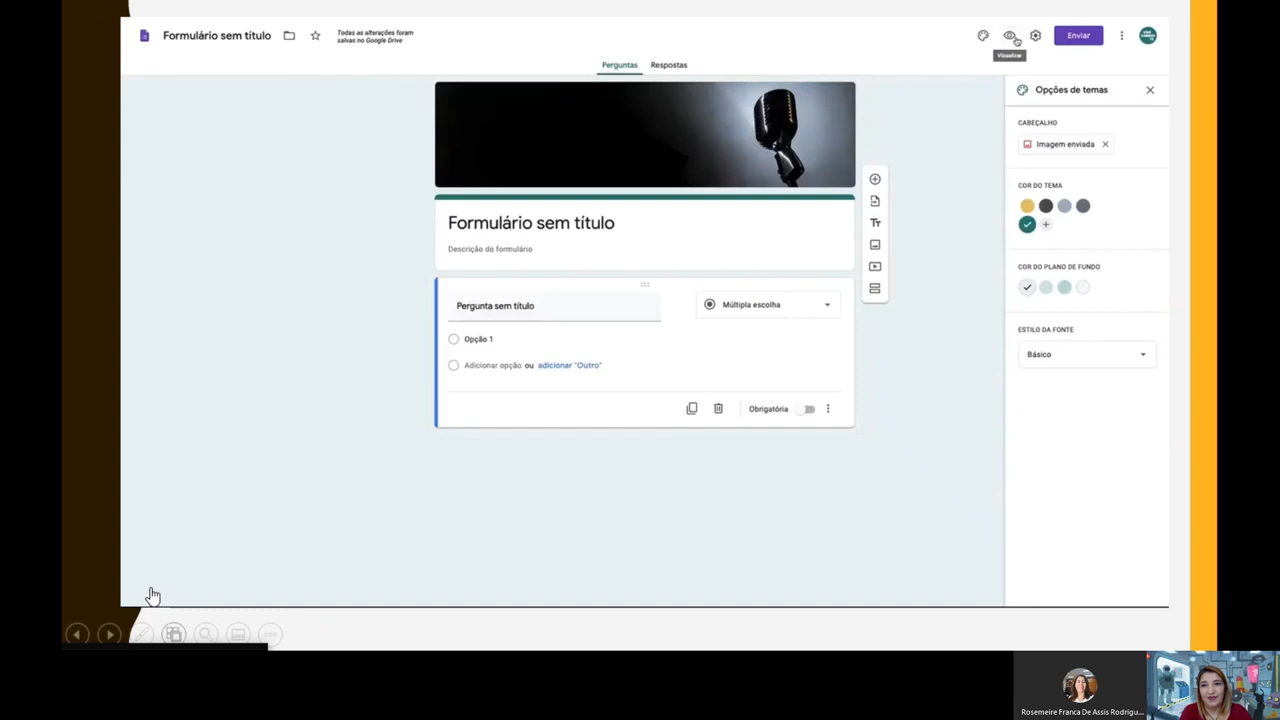 Formulário sem título
Todas as alterações foram
salvas no Google Drive
Enviar
Visualizar
Perguntas
Respostas
Opções de temas
CABEÇALHO
Imagem enviada
COR DO TEMA
Formulário sem título
Descrição do formulário
COR DO PLANO DE FUNDO
Pergunta sem título
Múltipla escolha
Opção 1
ESTILO DA FONTE
Básico
Adicionar opção ou adicionar "Outro"
Obrigatória
Rosemeire Franca De Assis Rodrigu...